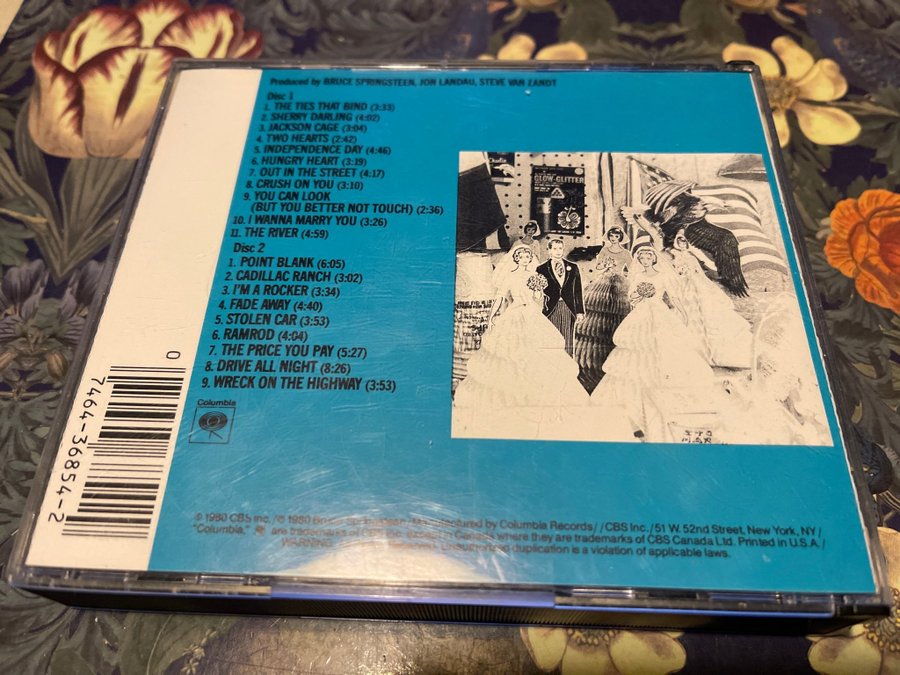 Produced by BRUCE SPRINGSTEEN, JON LANDAU, STEVE VAN ZANDT
Disc 1
1. THE TIES THAT BIND (3:33)
2. SHERRY DARLING (4:02)
3. JACKSON CAGE (3:04)
4. TWO HEARTS (2:42)
5. INDEPENDENCE DAY (4:46)
6. HUNGRY HEART (3:19)
7. OUT IN THE STREET (4:17)
8. CRUSH ON YOU (3:10)
9. YOU CAN LOOK
(BUT YOU BETTER NOT TOUCH) (2:36)
10. I WANNA MARRY YOU (3:26)
11. THE RIVER (4:59)
Disc 2
1. POINT BLANK (6:05)
2. CADILLAC RANCH (3:02)
3. I'M A ROCKER (3:34)
4. FADE AWAY (4:40)
5. STOLEN CAR (3:53)
6. RAMROD (4:04)
7. THE PRICE YOU PAY (5:27)
8. DRIVE ALL NIGHT (8:26)
9. WRECK ON THE HIGHWAY (3:53)
Columbia
GLOW-GLITTER
0
7464-36854-2
℗ 1980 CBS Inc./© 1980 Bruce Springsteen/Manufactured by Columbia Records/ /CBS Inc./51 W. 52nd Street, New York, NY/
"Columbia," are trademarks of CBS Inc. except in Canada where they are trademarks of CBS Canada Ltd. Printed in U.S.A./
WARNING: Unauthorized duplication is a violation of applicable laws.